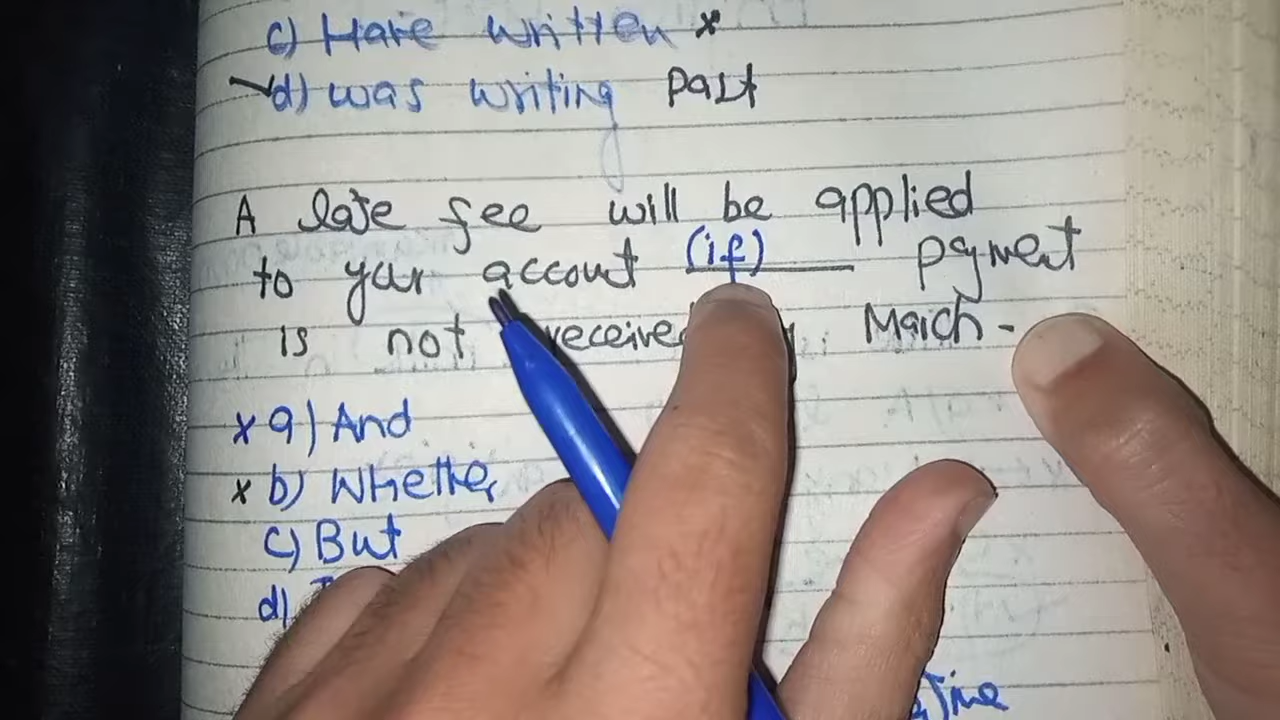 c) Have written x
d) was writing Past
A late fee will be applied
to your account (if) payment
is not received March -
x a) And
x b) Whether
c) But
d)